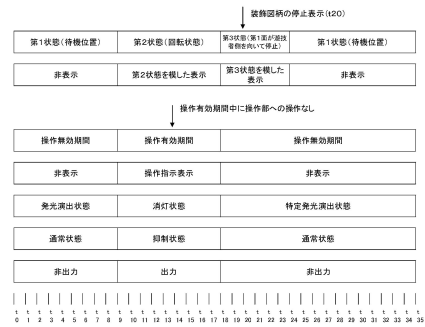 装飾図柄の停止表示(t20)
第1状態(待機位置) 第2状態(回転状態) 第3状態(第1面が遊技者側を向いて停止) 第1状態(待機位置)
非表示 第2状態を模した表示 第3状態を模した表示 非表示
操作有効期間中に操作部への操作なし
操作無効期間 操作有効期間 操作無効期間
非表示 操作指示表示 非表示
発光演出状態 消灯状態 特定発光演出状態
通常状態 抑制状態 通常状態
非出力 出力 非出力
t t t t t t t t t t t t t t t t t t t t t t t t t t t t t t t t t t t t
0 1 2 3 4 5 6 7 8 9 10 11 12 13 14 15 16 17 18 19 20 21 22 23 24 25 26 27 28 29 30 31 32 33 34 35